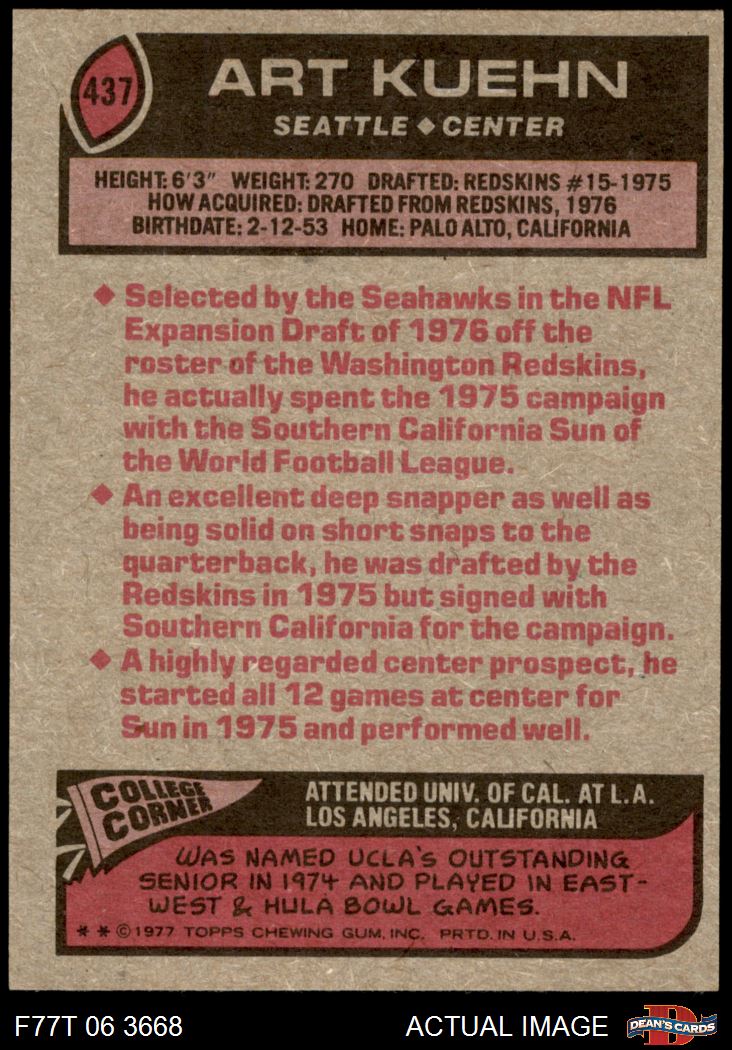 437
ART KUEHN
SEATTLE ◆ CENTER
HEIGHT: 6'3" WEIGHT: 270 DRAFTED: REDSKINS #15-1975
HOW ACQUIRED: DRAFTED FROM REDSKINS, 1976
BIRTHDATE: 2-12-53 HOME: PALO ALTO, CALIFORNIA
◆ Selected by the Seahawks in the NFL
Expansion Draft of 1976 off the
roster of the Washington Redskins,
he actually spent the 1975 campaign
with the Southern California Sun of
the World Football League.
◆ An excellent deep snapper as well as
being solid on short snaps to the
quarterback, he was drafted by the
Redskins in 1975 but signed with
Southern California for the campaign.
◆ A highly regarded center prospect, he
started all 12 games at center for
Sun in 1975 and performed well.
COLLEGE
CORNER
ATTENDED UNIV. OF CAL. AT L.A.
LOS ANGELES, CALIFORNIA
WAS NAMED UCLA'S OUTSTANDING
SENIOR IN 1974 AND PLAYED IN EAST-
WEST & HULA BOWL GAMES.
* * © 1977 TOPPS CHEWING GUM, INC. PRTD. IN U.S.A.
F77T 06 3668
ACTUAL IMAGE
D
DEAN'S CARDS